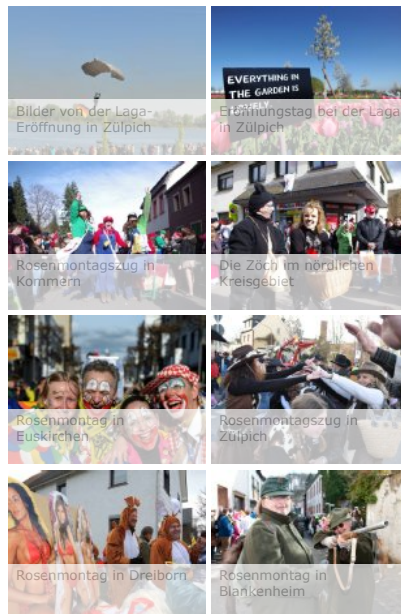 Bilder von der Laga-
Eröffnung in Zülpich
EVERYTHING IN
THE GARDEN IS
LOVELY.
Eröffnungstag bei der Laga
in Zülpich
Rosenmontagszug in
Kommern
Die Zöch im nördlichen
Kreisgebiet
Rosenmontag in
Euskirchen
Rosenmontagszug in
Zülpich
Rosenmontag in Dreiborn
Rosenmontag in
Blankenheim